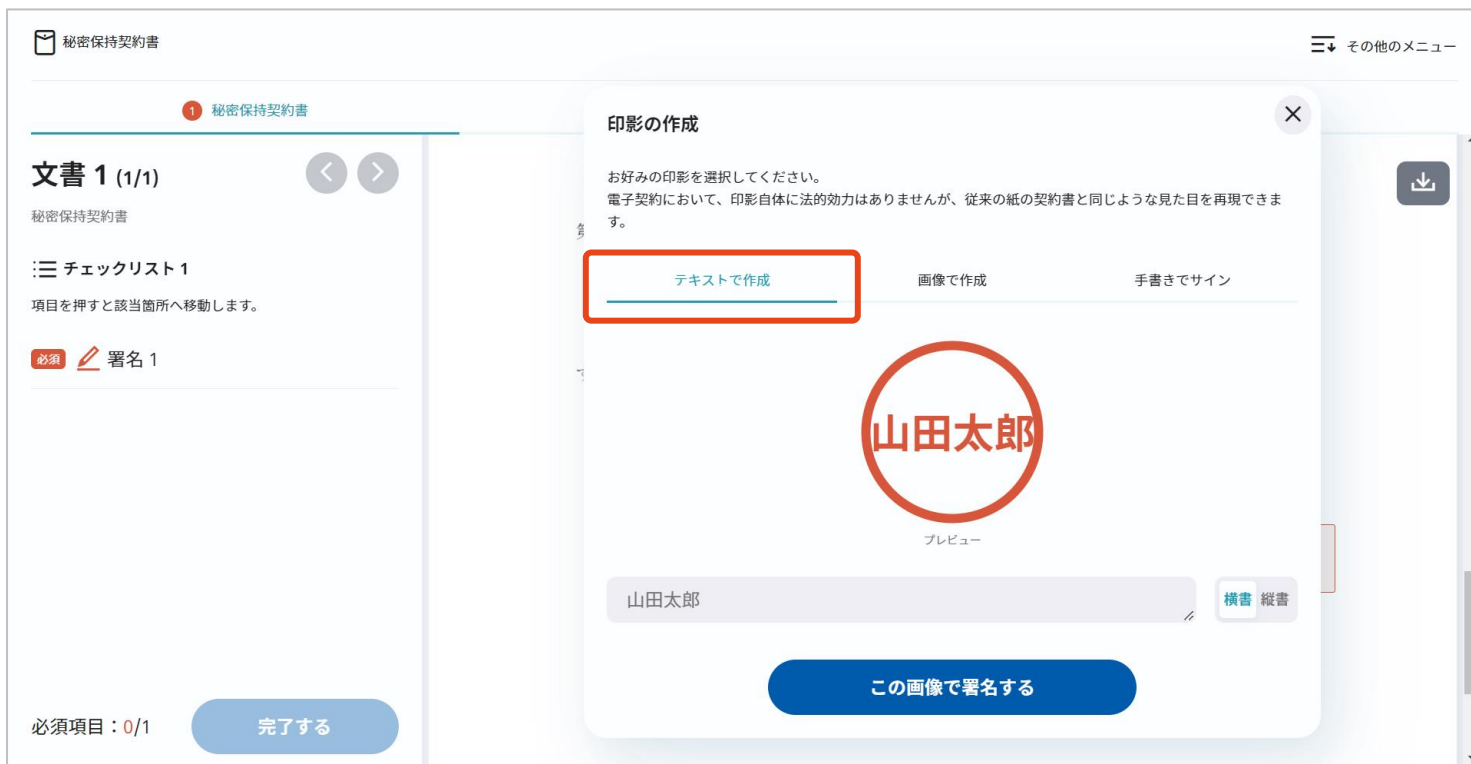 秘密保持契約書
その他のメニュー
1 秘密保持契約書
文書 1 (1/1)
秘密保持契約書
チェックリスト 1
項目を押すと該当箇所へ移動します。
必須 署名 1
必須項目：0/1
完了する
印影の作成
お好みの印影を選択してください。
電子契約において、印影自体に法的効力はありませんが、従来の紙の契約書と同じような見た目を再現できま
す。
テキストで作成 画像で作成 手書きでサイン
山田太郎
プレビュー
山田太郎
横書 縦書
この画像で署名する